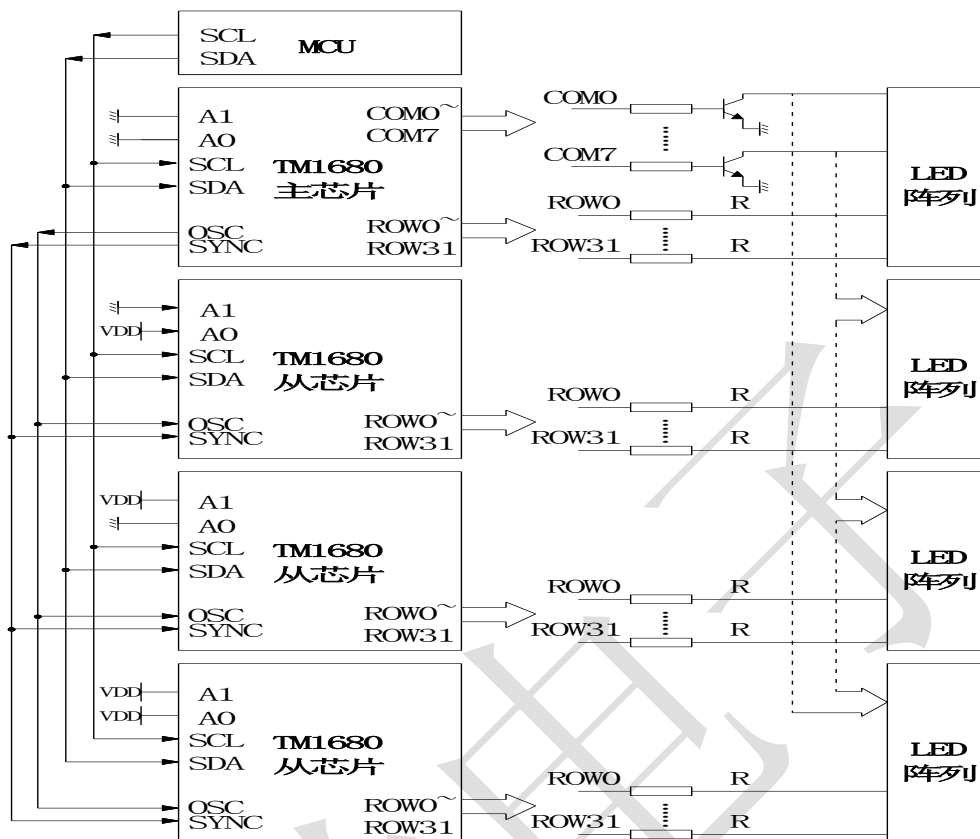 SCL
SDA
MCU
A1
A0
SCL
SDA
TM1680
主芯片
OSC
SYNC
COM0~
COM7
ROW0~
ROW31
COM0
COM7
ROW0
R
ROW31
R
LED
阵列
A1
VDD
A0
SCL
SDA
TM1680
从芯片
OSC
SYNC
ROW0~
ROW31
ROW0
R
ROW31
R
LED
阵列
VDD
A1
A0
SCL
SDA
TM1680
从芯片
OSC
SYNC
ROW0~
ROW31
ROW0
R
ROW31
R
LED
阵列
VDD
A1
VDD
A0
SCL
SDA
TM1680
从芯片
OSC
SYNC
ROW0~
ROW31
ROW0
R
ROW31
R
LED
阵列
电子